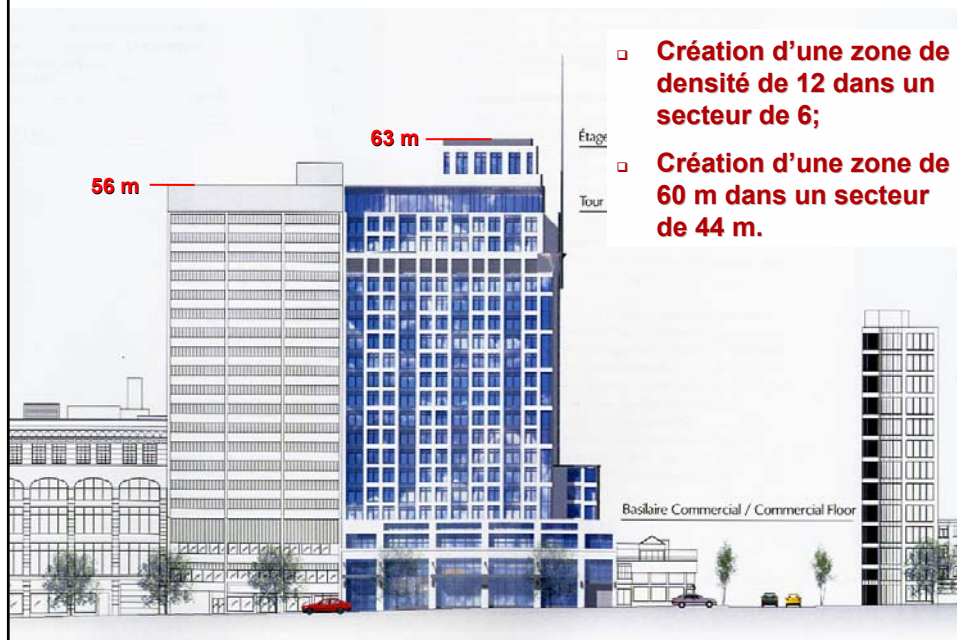 ❑ Création d’une zone de
densité de 12 dans un
secteur de 6;
❑ Création d’une zone de
60 m dans un secteur
de 44 m.
63 m
56 m
Étage
Tour
Basilaire Commercial / Commercial Floor